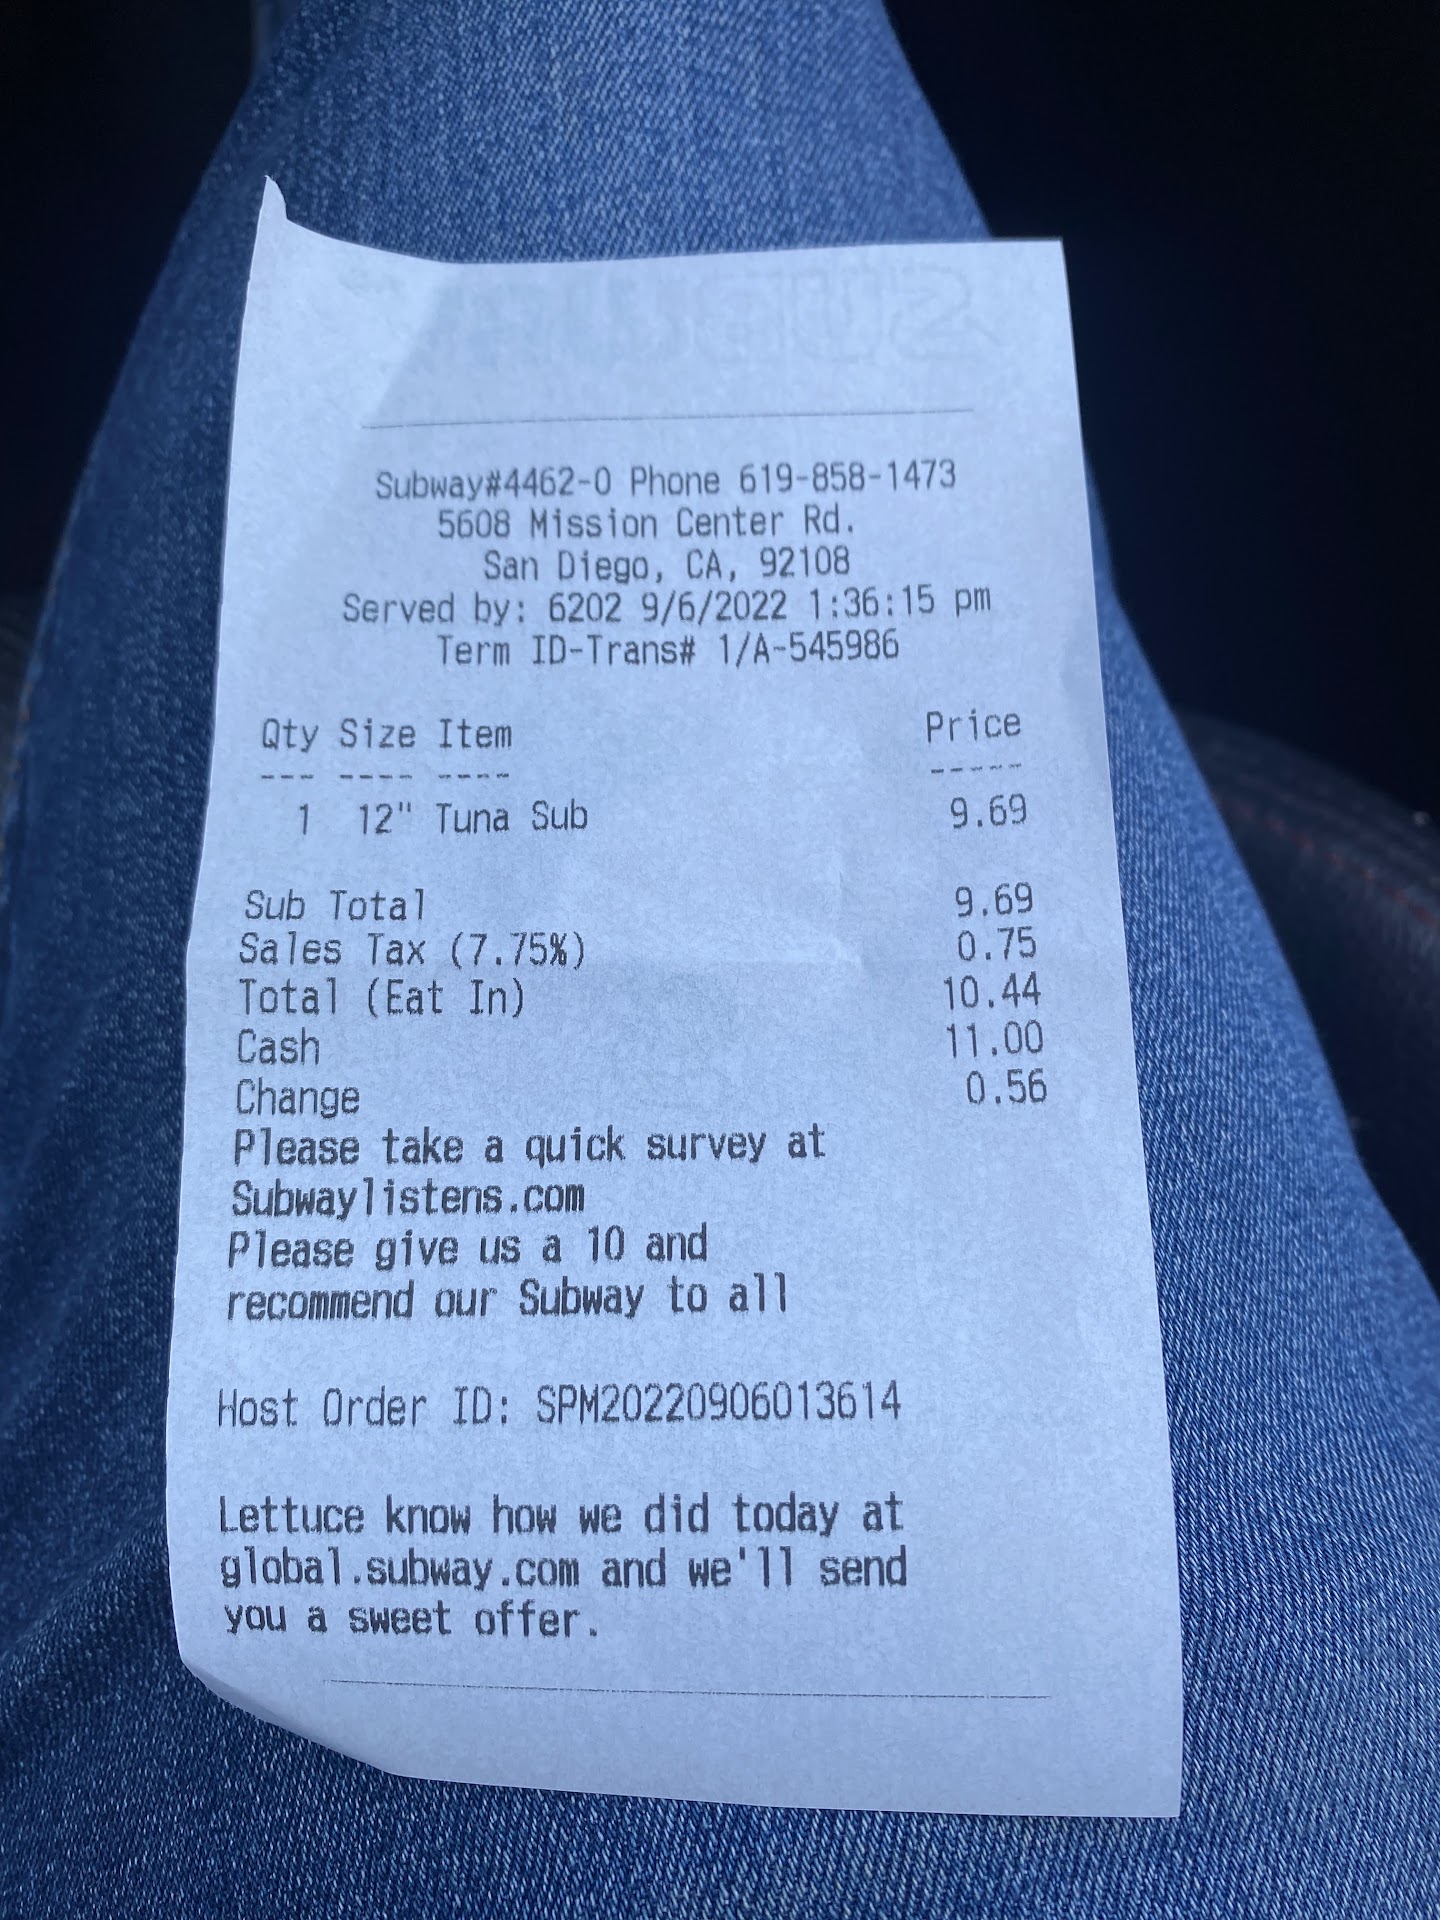 Subway#4462-0 Phone 619-858-1473
5608 Mission Center Rd.
San Diego, CA, 92108
Served by: 6202 9/6/2022 1:36:15 pm
Term ID-Trans# 1/A-545986
Qty Size Item Price
--- ---- ---- -----
1 12" Tuna Sub 9.69
Sub Total 9.69
Sales Tax (7.75%) 0.75
Total (Eat In) 10.44
Cash 11.00
Change 0.56
Please take a quick survey at
Subwaylistens.com
Please give us a 10 and
recommend our Subway to all
Host Order ID: SPM20220906013614
Lettuce know how we did today at
global.subway.com and we'll send
you a sweet offer.